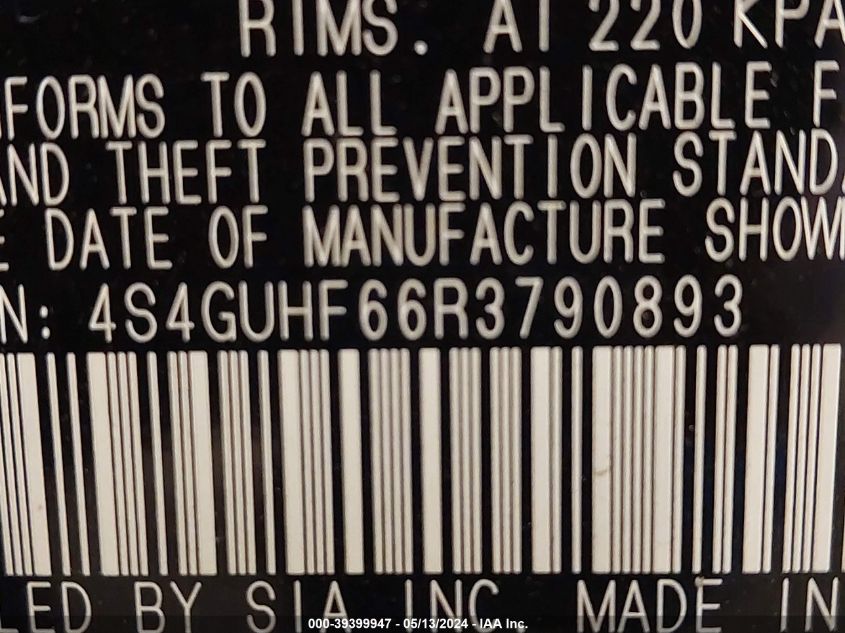 RIMS. AT 220 KPA
FORMS TO ALL APPLICABLE F
AND THEFT PREVENTION STAND
E DATE OF MANUFACTURE SHOW
N: 4S4GUHF66R3790893
LED BY SIA INC MADE IN
000-39399947 - 05/13/2024 - IAA Inc.